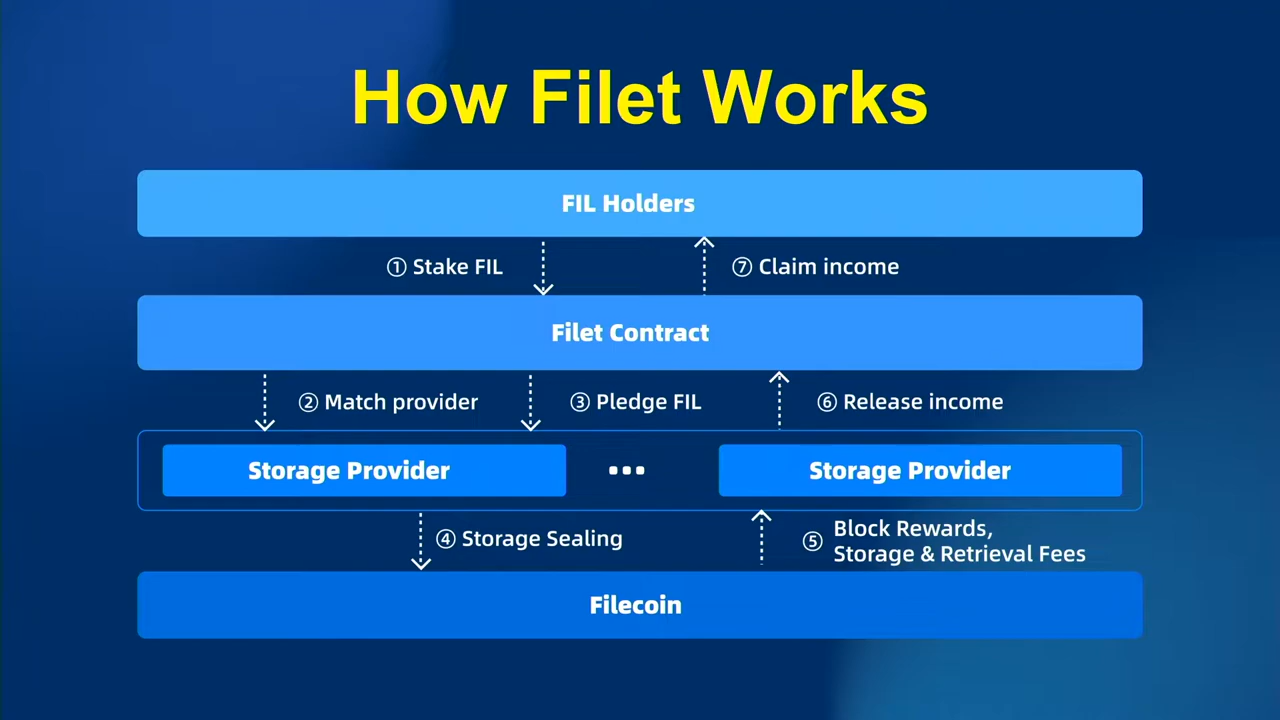 How Filet Works
FIL Holders
① Stake FIL
⑦ Claim income
Filet Contract
② Match provider
③ Pledge FIL
⑥ Release income
Storage Provider
•••
Storage Provider
④ Storage Sealing
⑤ Block Rewards,
Storage & Retrieval Fees
Filecoin